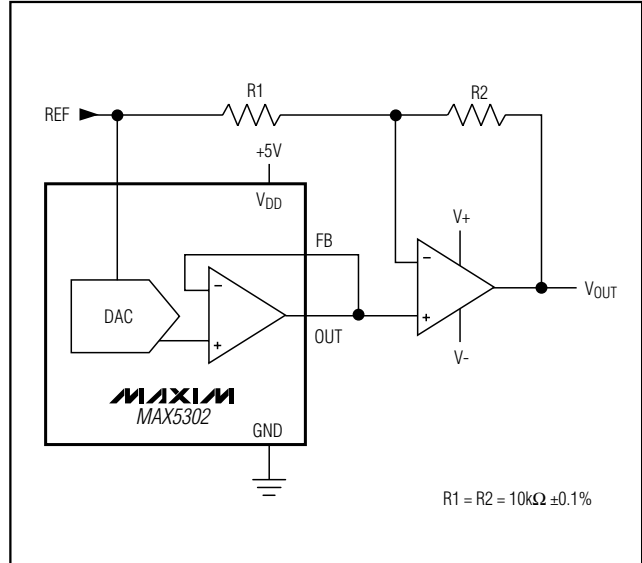 R1
R2
REF
+5V
VDD
V+
FB
-
-
DAC
VOUT
+
OUT
+
V-
MAXIM
MAX5302
GND
R1 = R2 = 10kΩ ±0.1%